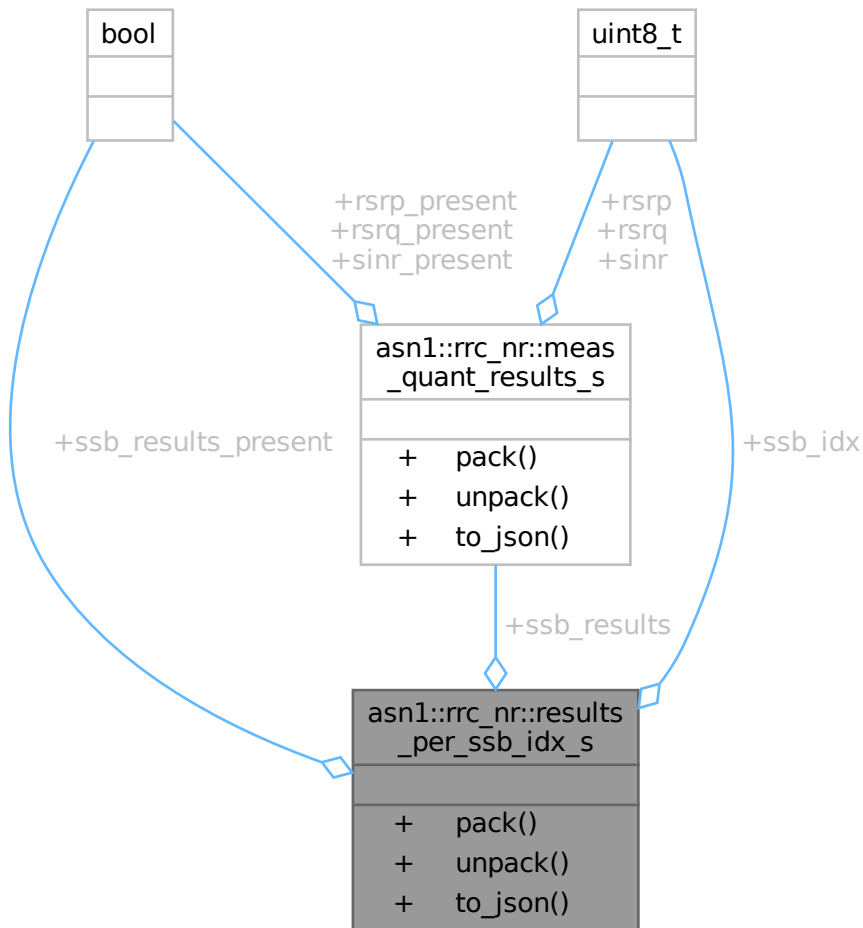 bool
uint8_t
+rsrp_present
+rsrq_present
+sinr_present
+rsrp
+rsrq
+sinr
asn1::rrc_nr::meas
_quant_results_s
+ pack()
+ unpack()
+ to_json()
+ssb_results_present
+ssb_idx
+ssb_results
asn1::rrc_nr::results
_per_ssb_idx_s
+ pack()
+ unpack()
+ to_json()